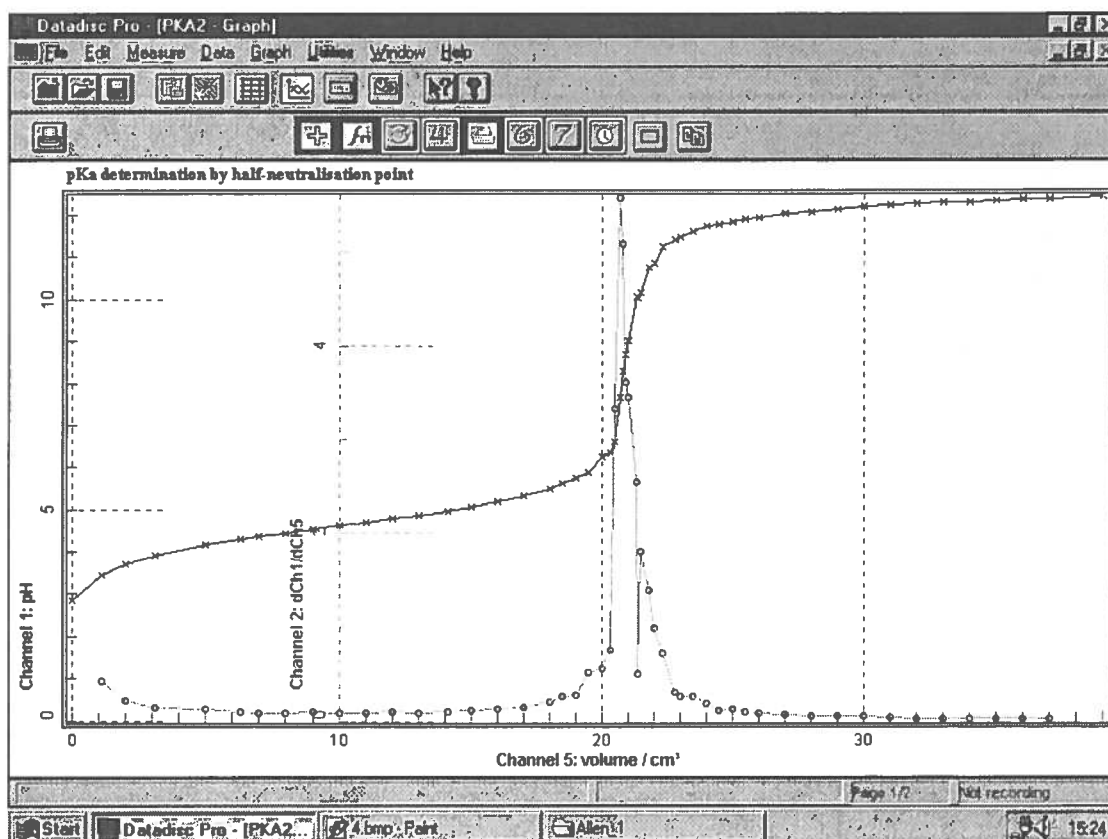 Datadisc Pro - [PKA2 - Graph]
File Edit Measure Data Graph Utilities Window Help
pKa determination by half-neutralisation point
Channel 1: pH
10
5
0
Channel 2: dCh1/dCh5
4
0
0 10 20 30
Channel 5: volume / cm³
Page 1/2 Not recording
Start Datadisc Pro - [PKA2... 4.bmp - Paint 15:24